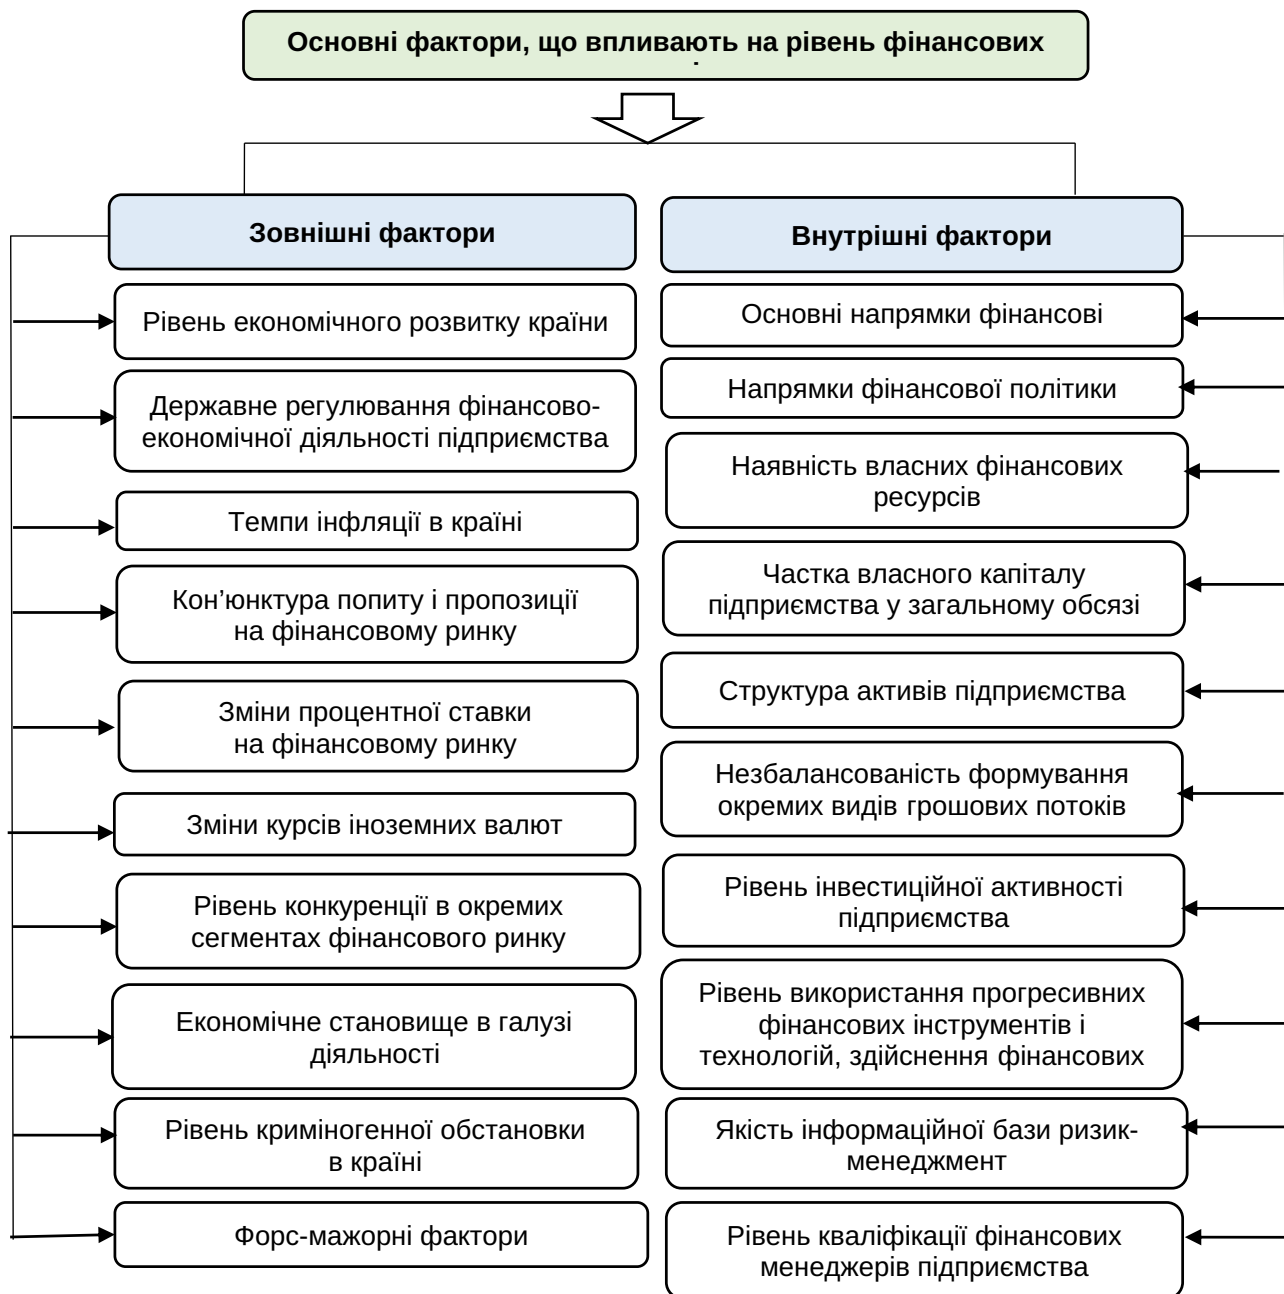 Основні фактори, що впливають на рівень фінансових
Зовнішні фактори
Рівень економічного розвитку країни
Державне регулювання фінансово-
економічної діяльності підприємства
Темпи інфляції в країні
Кон’юнктура попиту і пропозиції
на фінансовому ринку
Зміни процентної ставки
на фінансовому ринку
Зміни курсів іноземних валют
Рівень конкуренції в окремих
сегментах фінансового ринку
Економічне становище в галузі
діяльності
Рівень криміногенної обстановки
в країні
Форс-мажорні фактори
Внутрішні фактори
Основні напрямки фінансові
Напрямки фінансової політики
Наявність власних фінансових
ресурсів
Частка власного капіталу
підприємства у загальному обсязі
Структура активів підприємства
Незбалансованість формування
окремих видів грошових потоків
Рівень інвестиційної активності
підприємства
Рівень використання прогресивних
фінансових інструментів і
технологій, здійснення фінансових
Якість інформаційної бази ризик-
менеджмент
Рівень кваліфікації фінансових
менеджерів підприємства